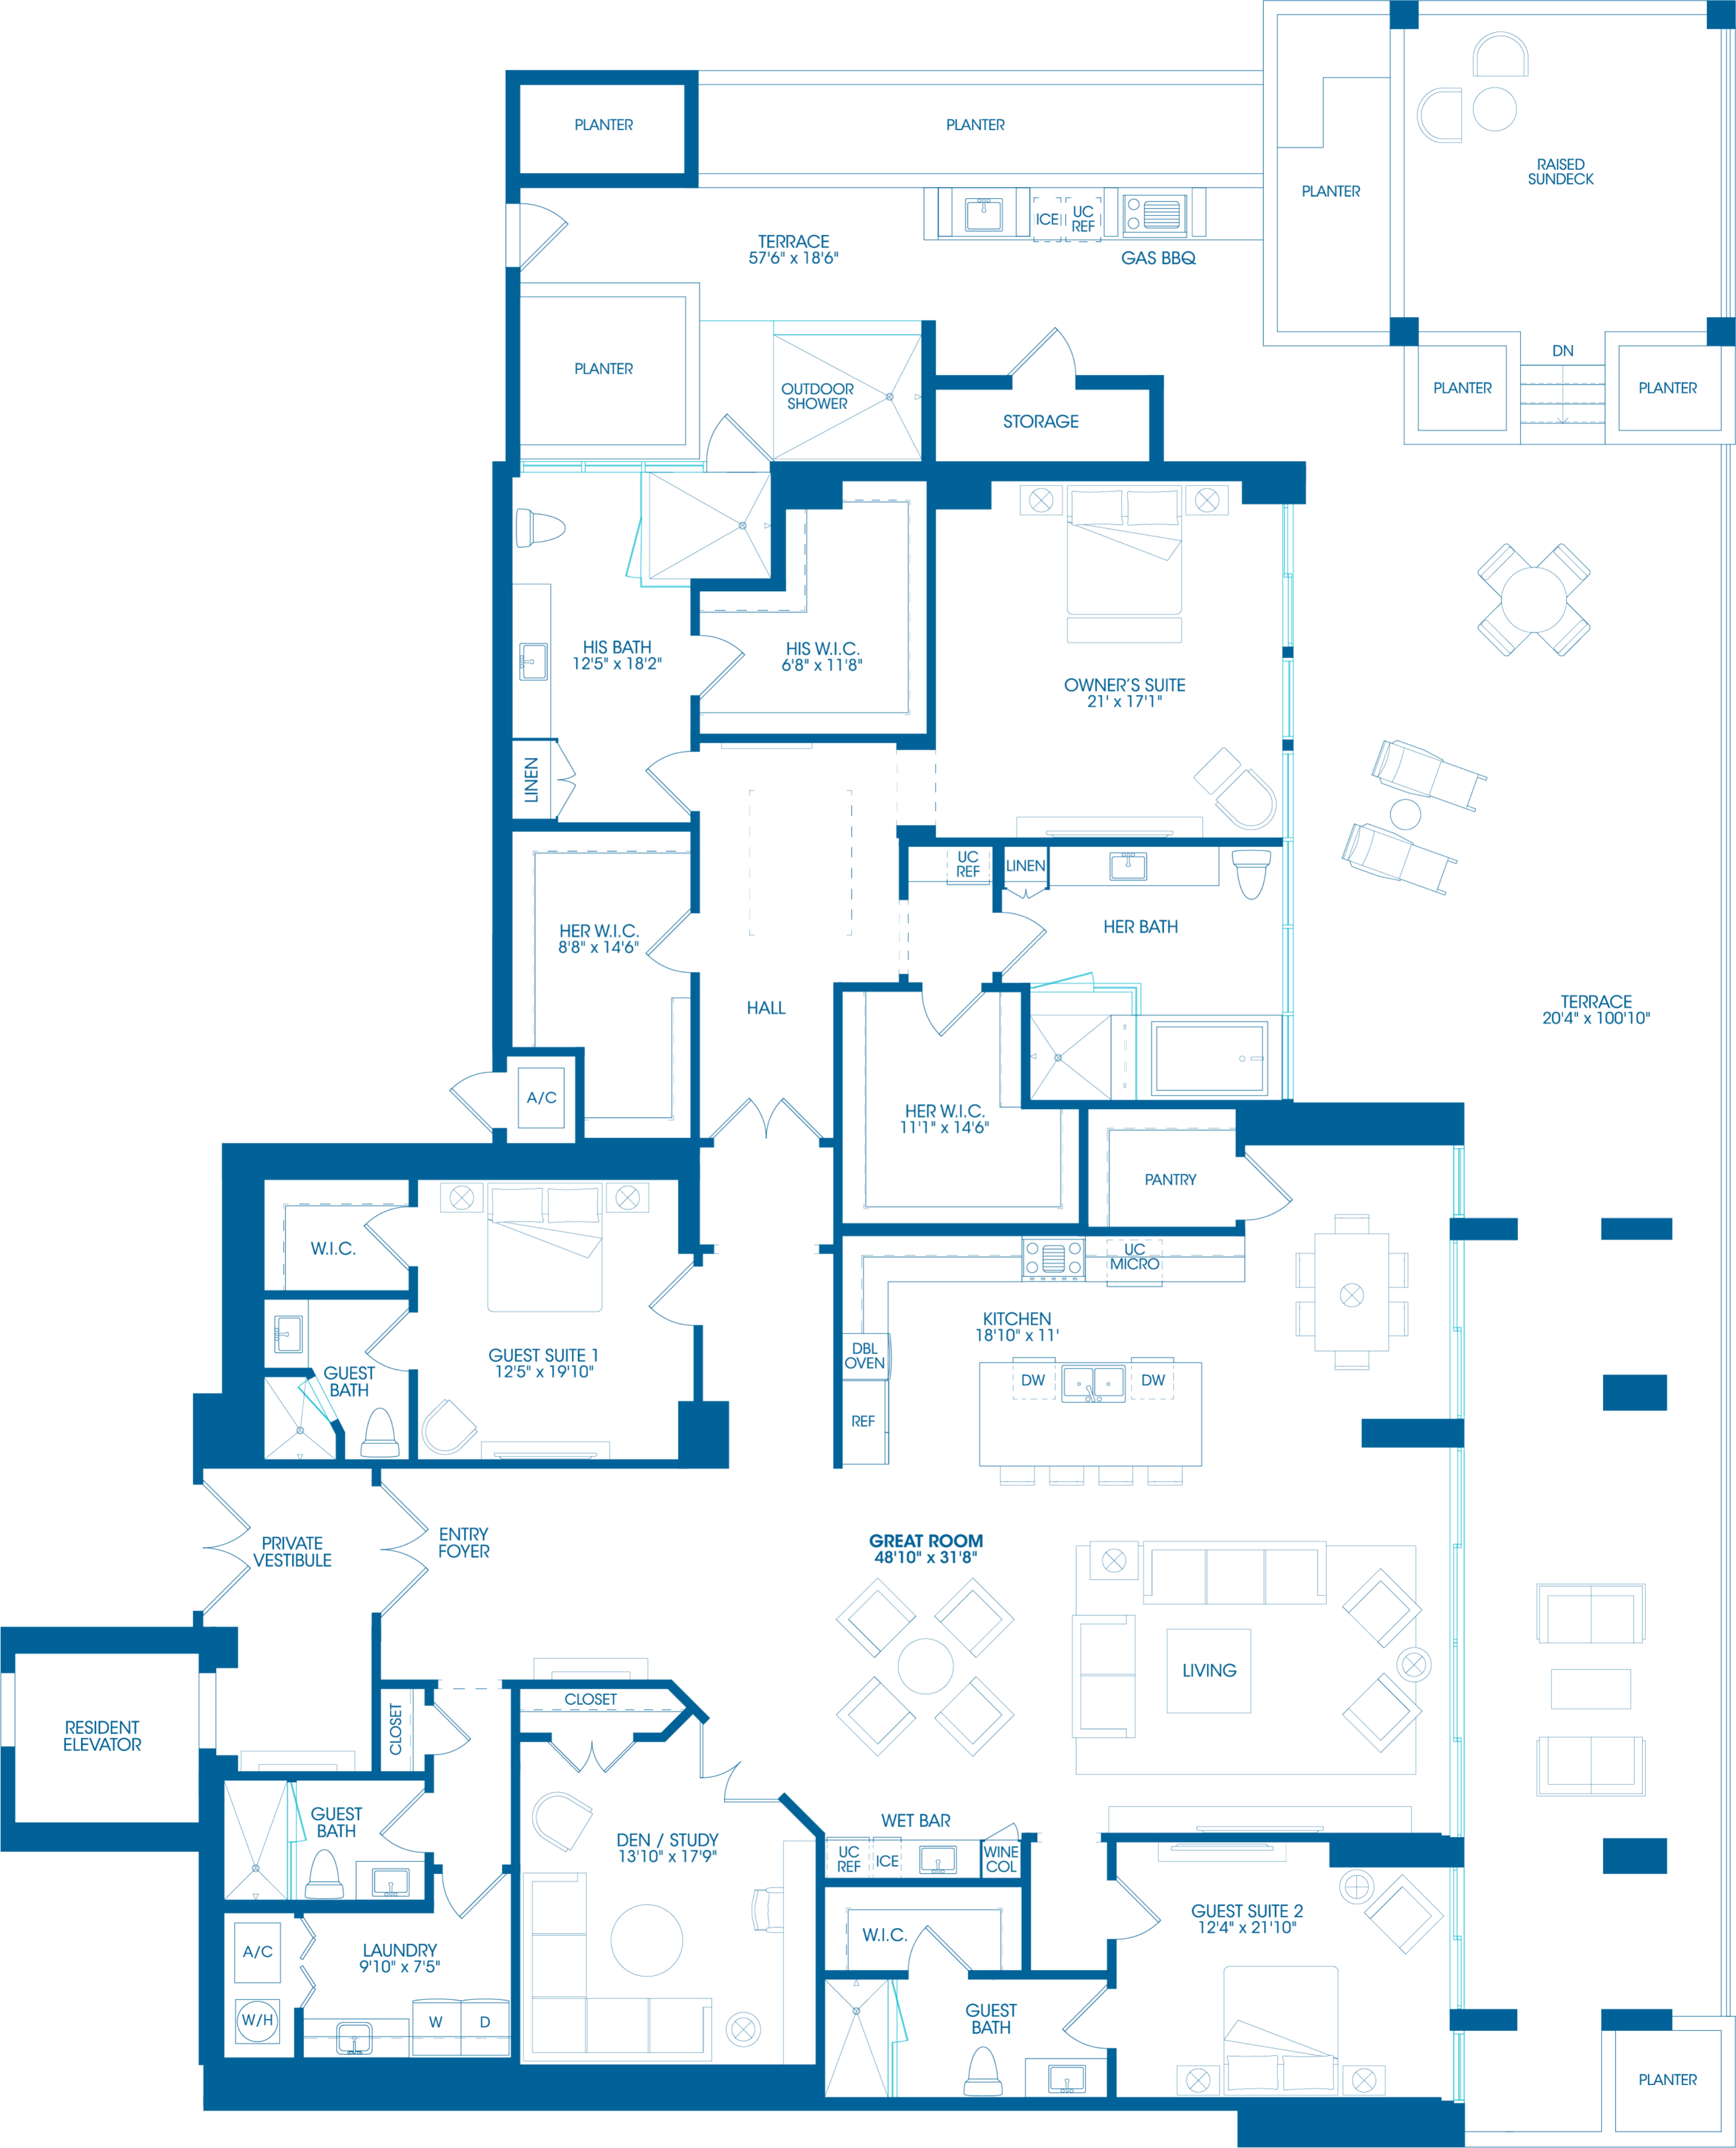 PLANTER
PLANTER
PLANTER
RAISED
SUNDECK
TERRACE
57'6" x 18'6"
ICE
UC
REF
GAS BBQ
PLANTER
OUTDOOR
SHOWER
STORAGE
DN
PLANTER
PLANTER
HIS BATH
12'5" x 18'2"
HIS W.I.C.
6'8" x 11'8"
OWNER'S SUITE
21' x 17'1"
LINEN
UC
REF
LINEN
HER BATH
HER W.I.C.
8'8" x 14'6"
HALL
TERRACE
20'4" x 100'10"
A/C
HER W.I.C.
11'1" x 14'6"
PANTRY
W.I.C.
UC
MICRO
KITCHEN
18'10" x 11'
GUEST SUITE 1
12'5" x 19'10"
GUEST
BATH
DBL
OVEN
DW
DW
REF
PRIVATE
VESTIBULE
ENTRY
FOYER
GREAT ROOM
48'10" x 31'8"
LIVING
RESIDENT
ELEVATOR
CLOSET
CLOSET
GUEST
BATH
DEN / STUDY
13'10" x 17'9"
WET BAR
UC
REF
ICE
WINE
COL
GUEST SUITE 2
12'4" x 21'10"
W.I.C.
A/C
LAUNDRY
9'10" x 7'5"
W/H
W
D
GUEST
BATH
PLANTER